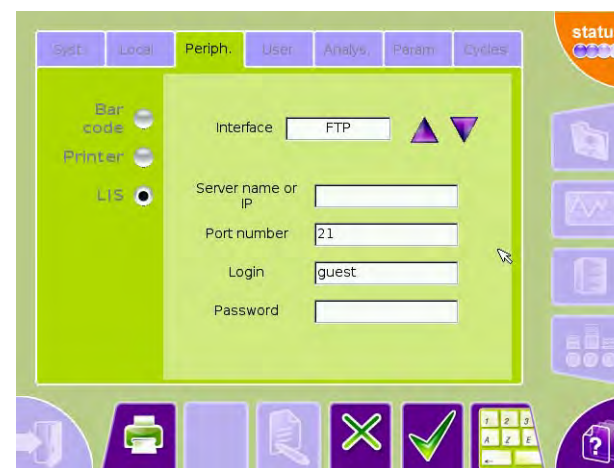 statu
Syst.
Local
Periph.
User
Analys.
Param.
Cycles
Bar
code
Printer
LIS
Interface
FTP
Server name or
IP
Port number
21
Login
guest
Password
1 2 3
A Z E
?